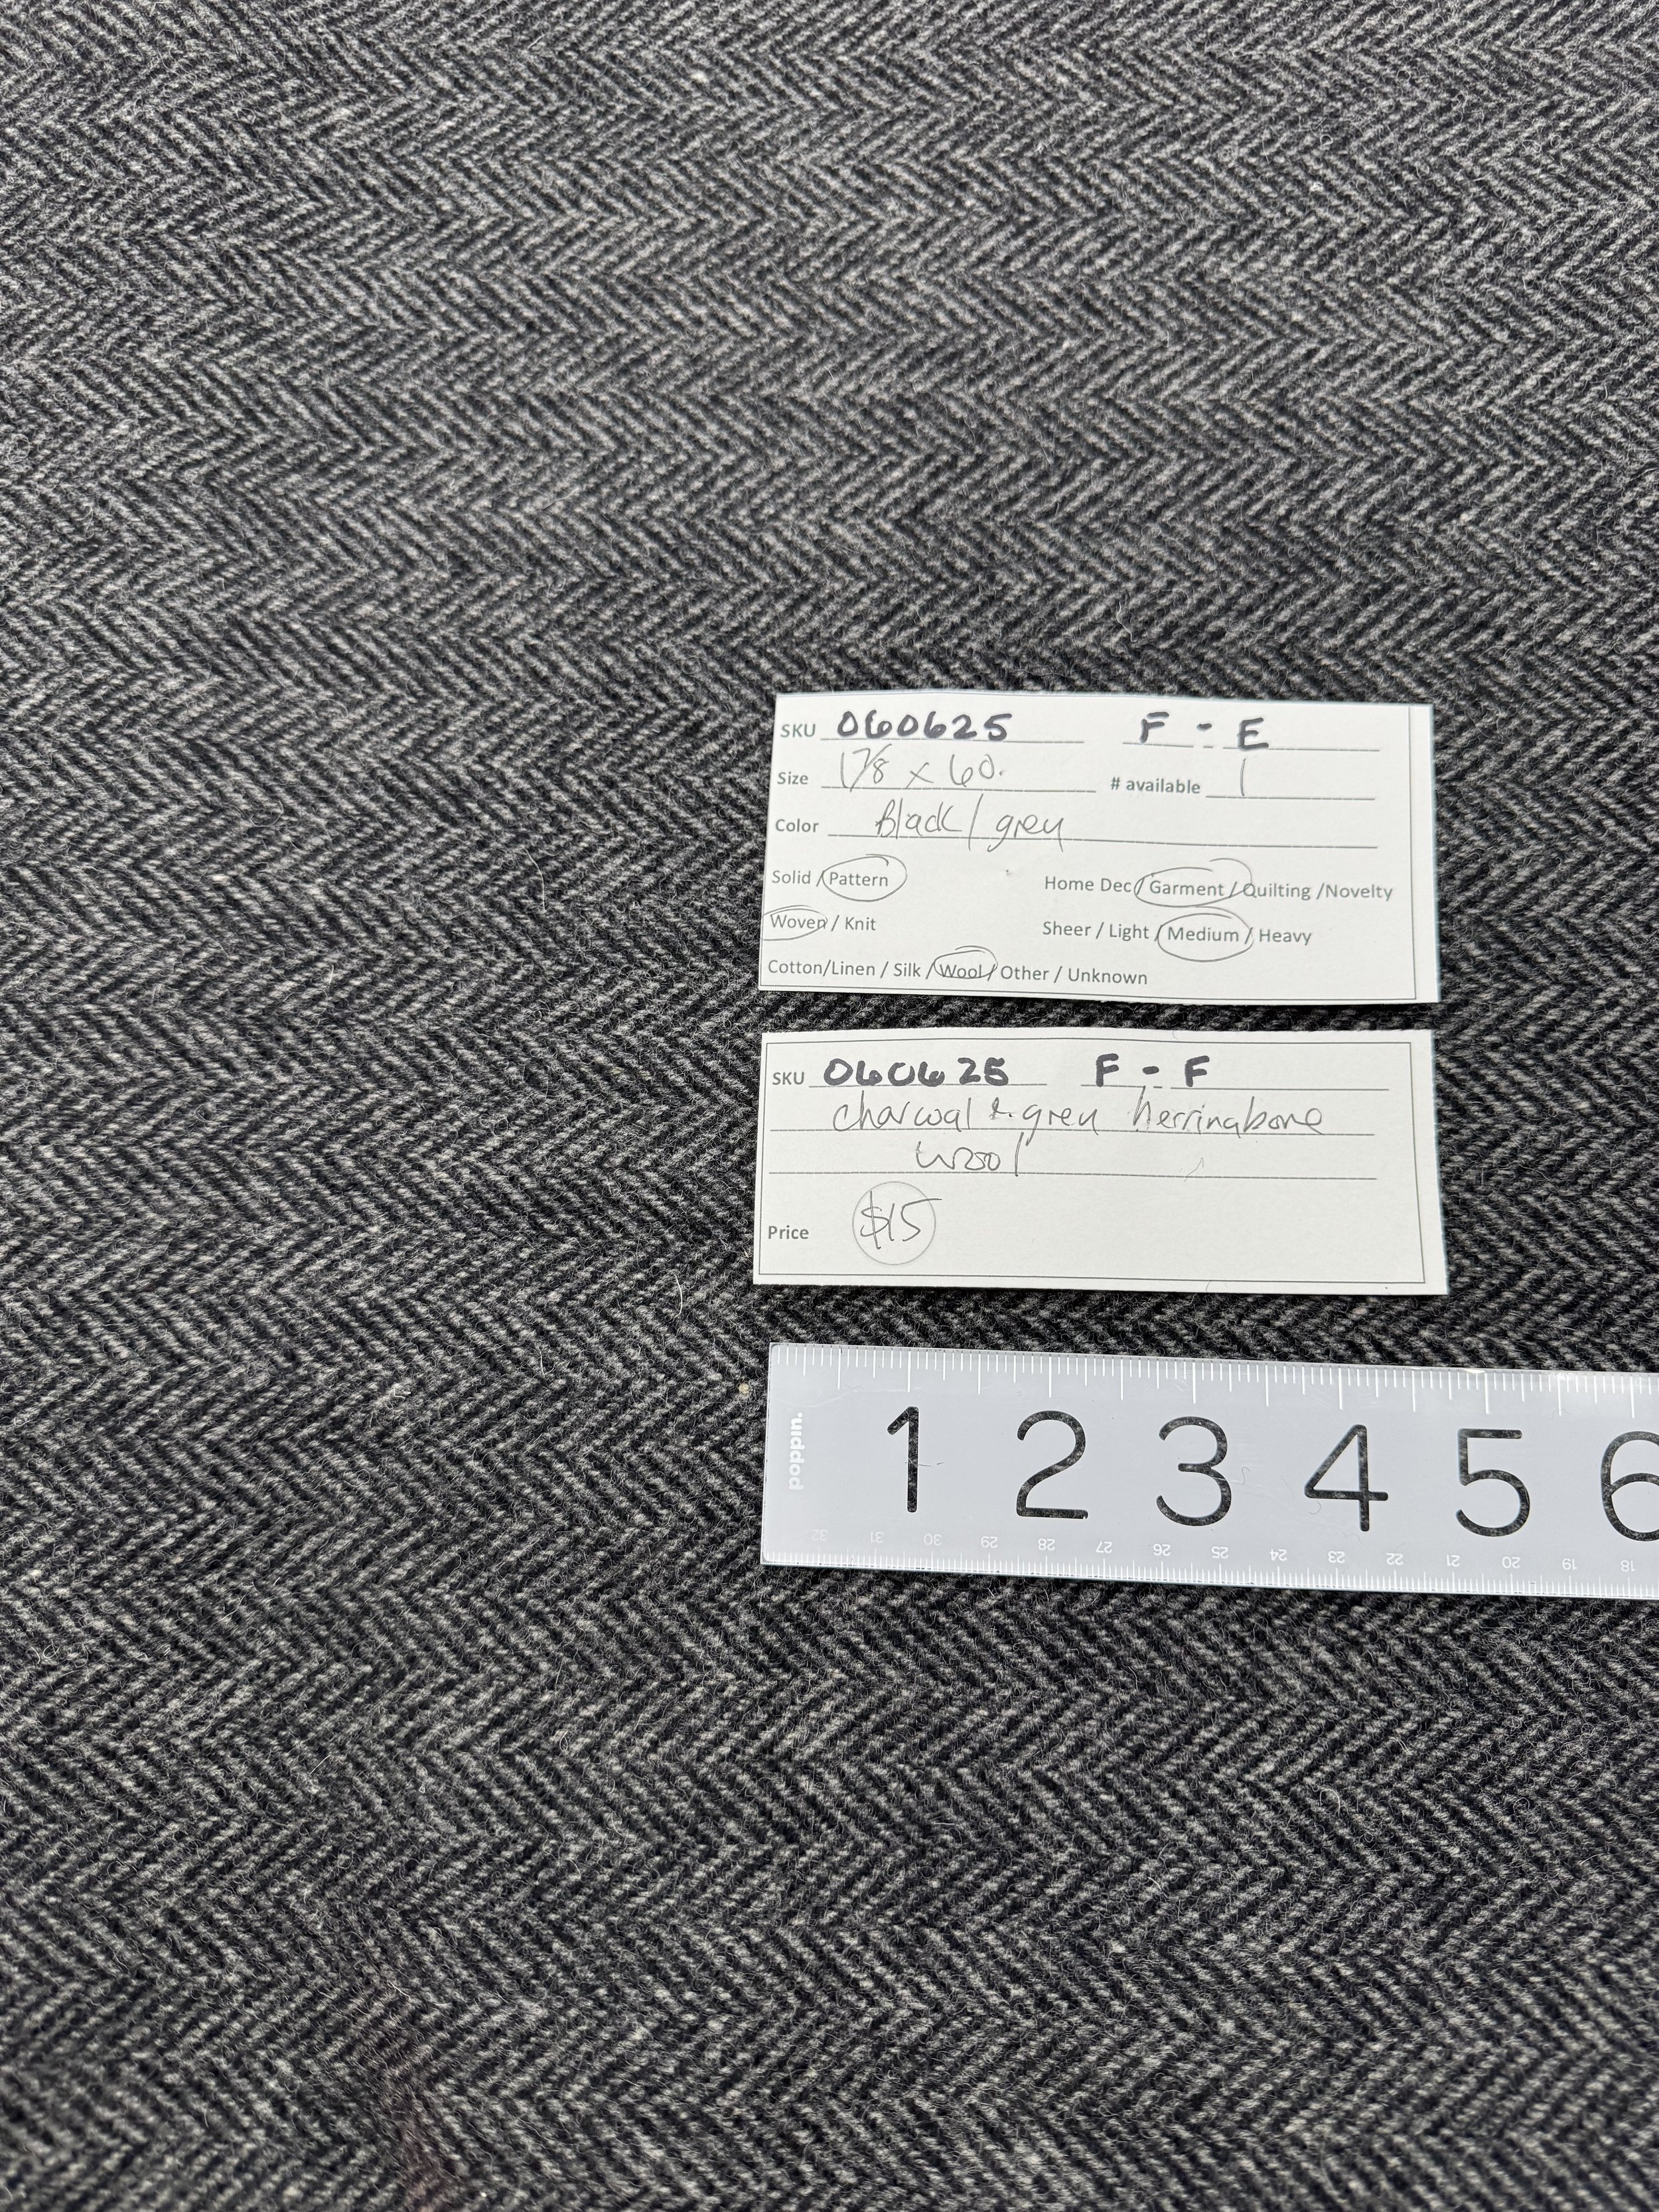 SKU 060625 F - E
Size 1 7/8 x 60. # available 1
Color Black / grey
Solid / Pattern Home Dec / Garment / Quilting / Novelty
Woven / Knit Sheer / Light / Medium / Heavy
Cotton/Linen / Silk / Wool / Other / Unknown
SKU 060625 F - F
charcoal & grey herringbone
wool
Price $15
poppin.
1 2 3 4 5 6
32 31 30 29 28 27 26 25 24 23 22 21 20 19 18